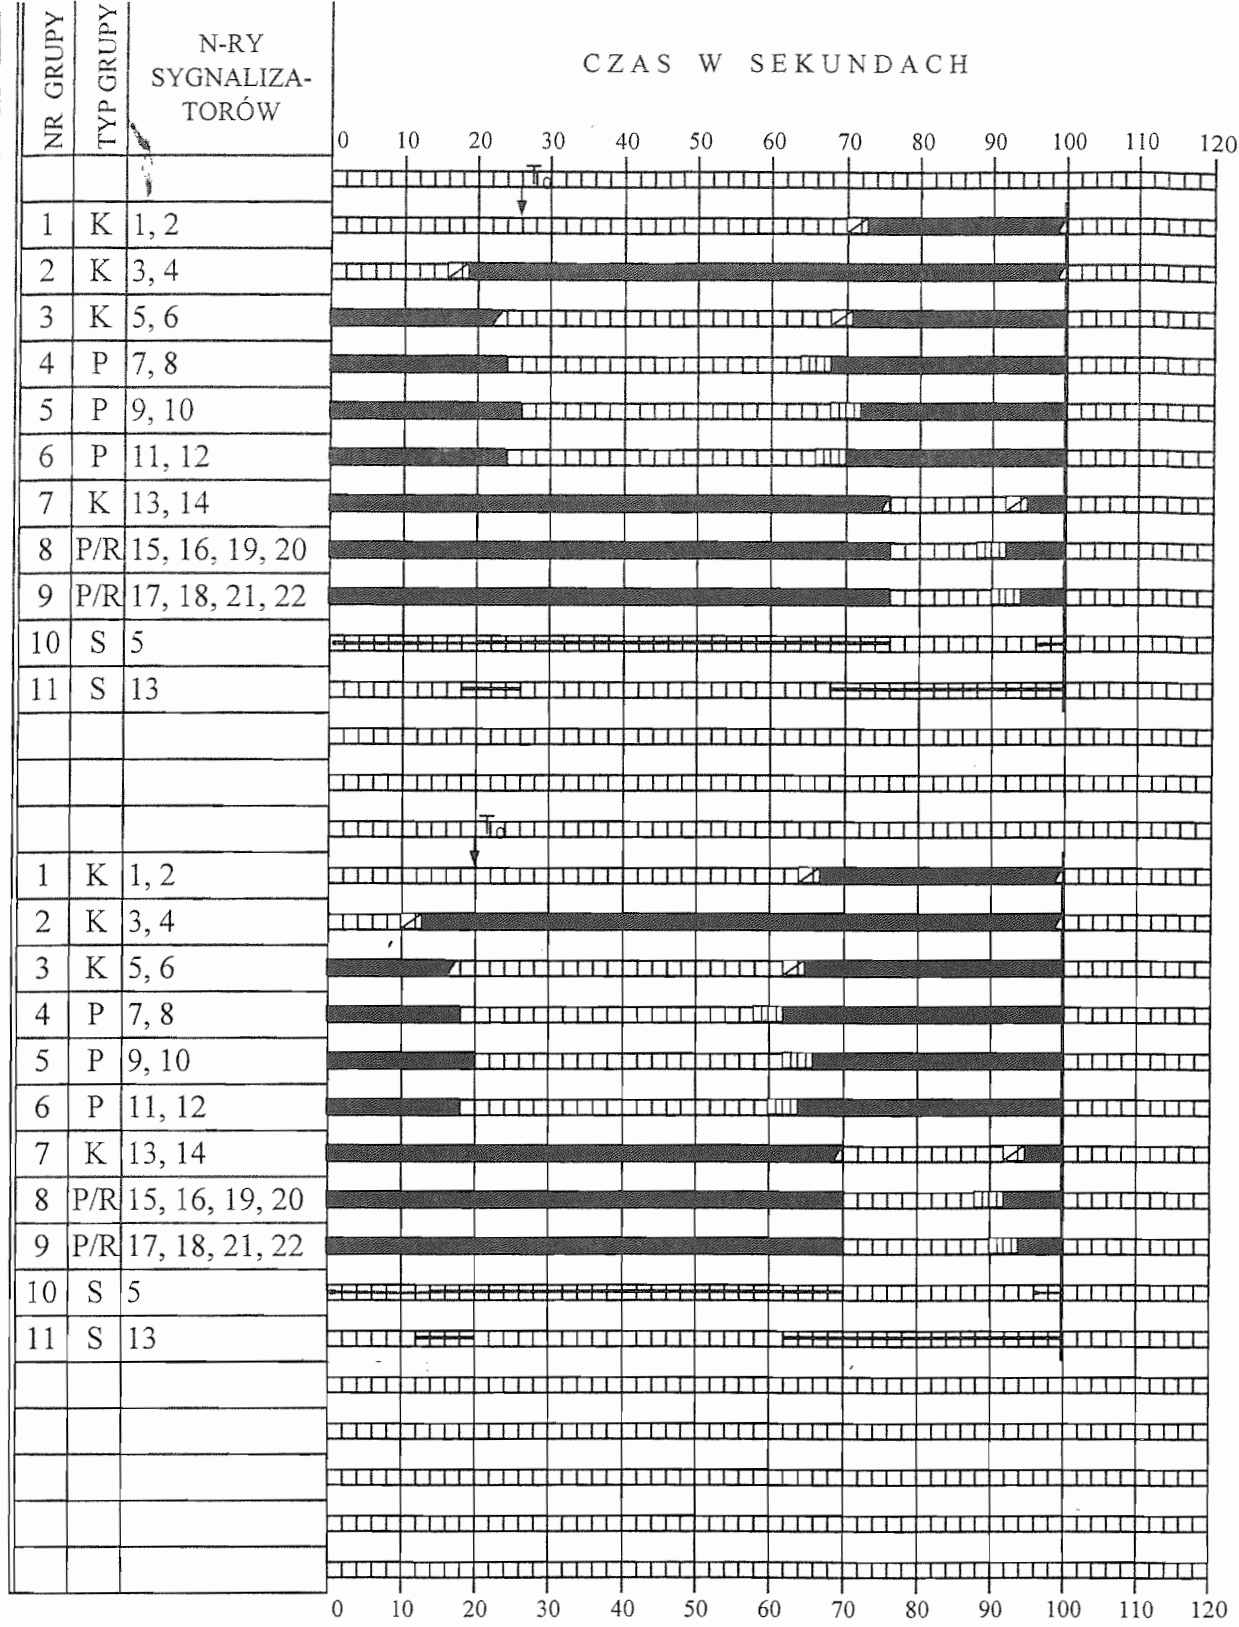 NR GRUPY
TYP GRUPY
N-RY
SYGNALIZA-
TORÓW
CZAS W SEKUNDACH
0 10 20 30 40 50 60 70 80 90 100 110 120
1 K 1, 2
2 K 3, 4
3 K 5, 6
4 P 7, 8
5 P 9, 10
6 P 11, 12
7 K 13, 14
8 P/R 15, 16, 19, 20
9 P/R 17, 18, 21, 22
10 S 5
11 S 13
1 K 1, 2
2 K 3, 4
3 K 5, 6
4 P 7, 8
5 P 9, 10
6 P 11, 12
7 K 13, 14
8 P/R 15, 16, 19, 20
9 P/R 17, 18, 21, 22
10 S 5
11 S 13
0 10 20 30 40 50 60 70 80 90 100 110 120